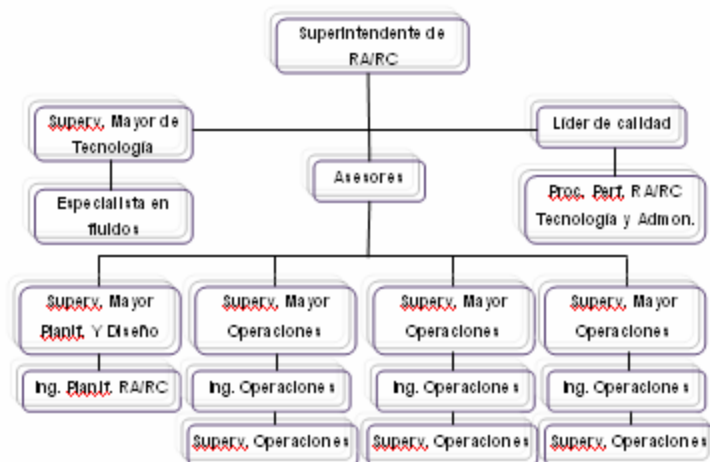 Superintendente de
RA/RC
Superv. Mayor de
Tecnología
Líder de calidad
Asesores
Especialista en
fluidos
Proc. Perf. RA/RC
Tecnología y Admon.
Superv. Mayor
Planif. Y Diseño
Superv. Mayor
Operaciones
Superv. Mayor
Operaciones
Superv. Mayor
Operaciones
Ing. Planif. RA/RC
Ing. Operaciones
Ing. Operaciones
Ing. Operaciones
Superv. Operaciones
Superv. Operaciones
Superv. Operaciones